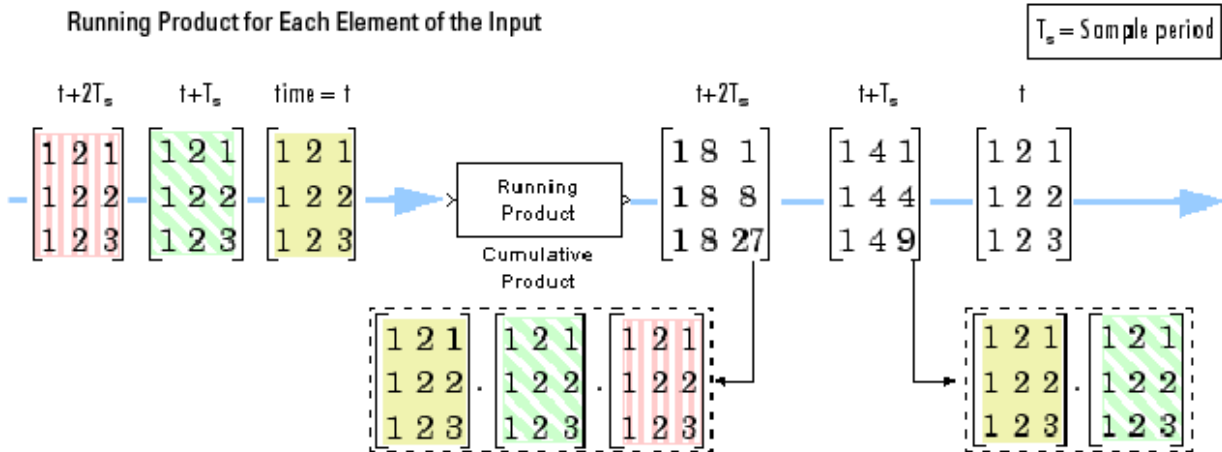 Running Product for Each Element of the Input
Tₛ = Sample period
t+2Tₛ t+Tₛ time = t t+2Tₛ t+Tₛ t
1 2 1 1 2 1 1 2 1 1 8 1 1 4 1 1 2 1
1 2 2 1 2 2 1 2 2 Running 1 8 8 1 4 4 1 2 2
Product
1 2 3 1 2 3 1 2 3 1 8 27 1 4 9 1 2 3
Cumulative
Product
1 2 1 1 2 1 1 2 1 1 2 1 1 2 1
1 2 2 . 1 2 2 . 1 2 2 1 2 2 . 1 2 2
1 2 3 1 2 3 1 2 3 1 2 3 1 2 3